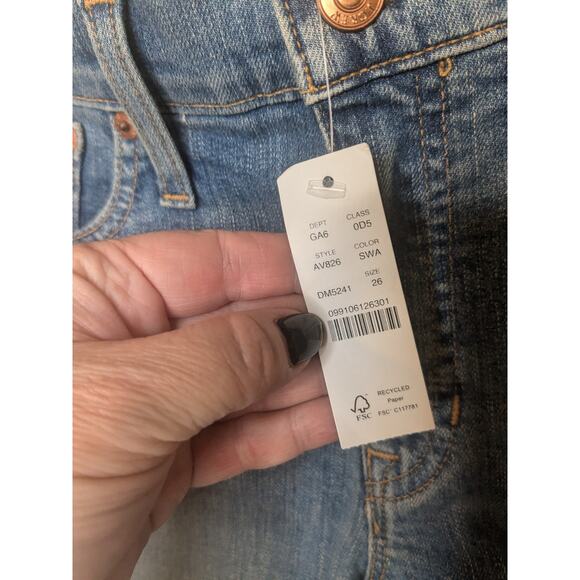 DEPT CLASS
GA6 0D5
STYLE COLOR
AV826 SWA
SIZE
DM5241 26
099106126301
RECYCLED
Paper
FSC FSC® C117781